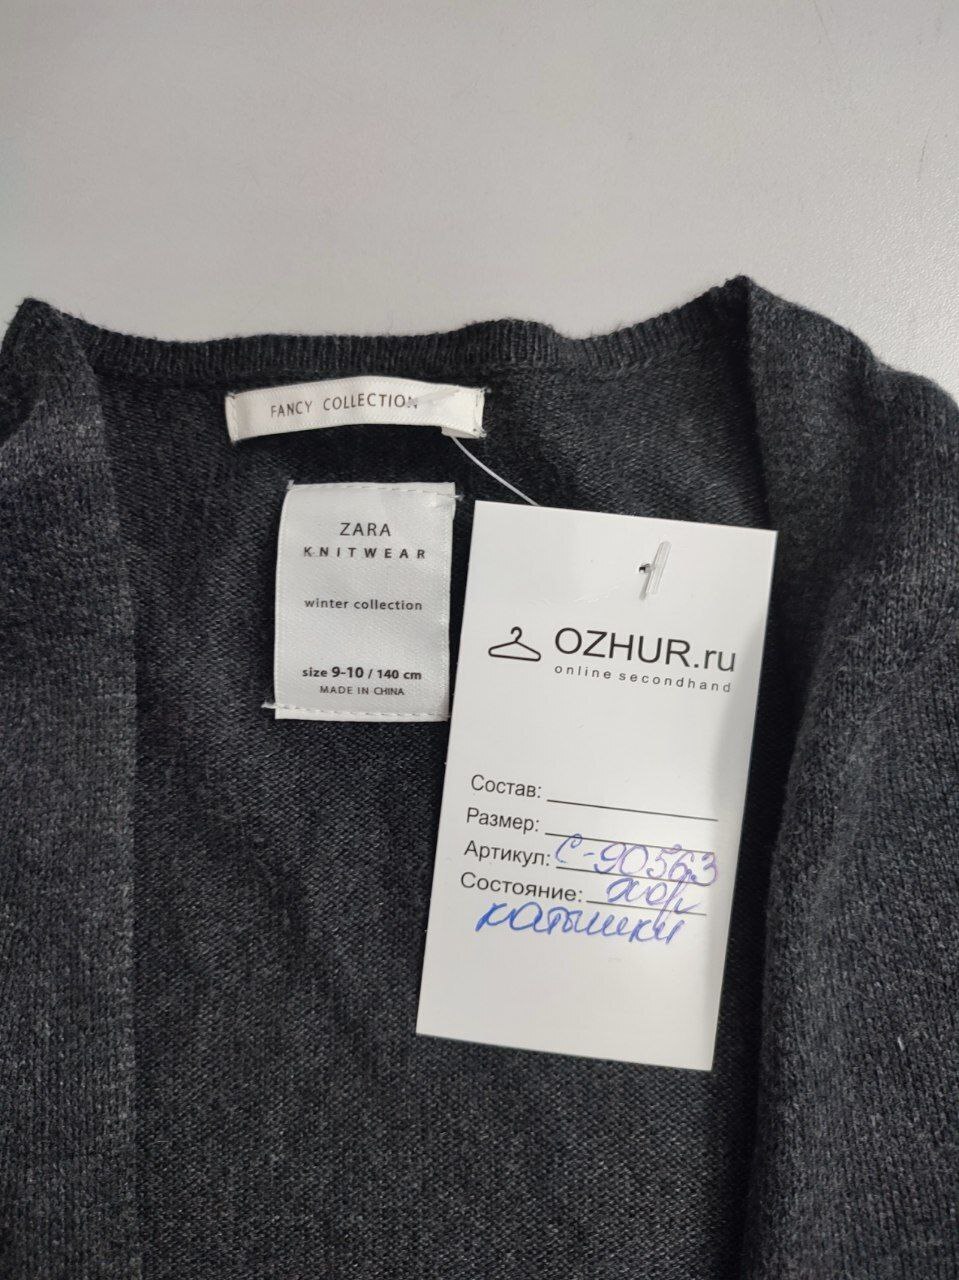 FANCY COLLECTION
ZARA
KNITWEAR
winter collection
size 9-10 / 140 cm
MADE IN CHINA
OZHUR.ru
online secondhand
Состав:
Размер:
Артикул: С-90563
Состояние: хор
катышки